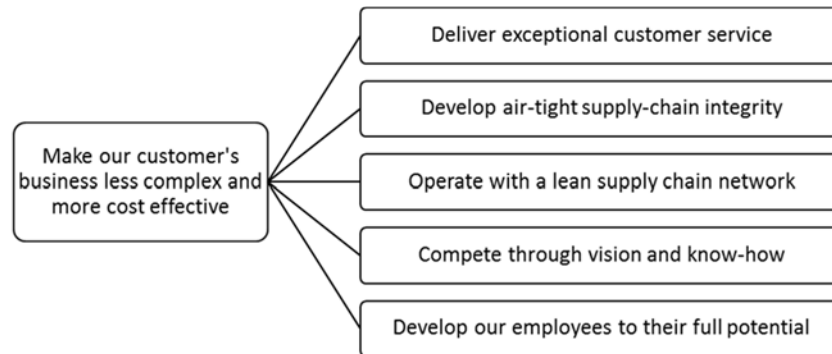 Make our customer's
business less complex and
more cost effective
Deliver exceptional customer service
Develop air-tight supply-chain integrity
Operate with a lean supply chain network
Compete through vision and know-how
Develop our employees to their full potential